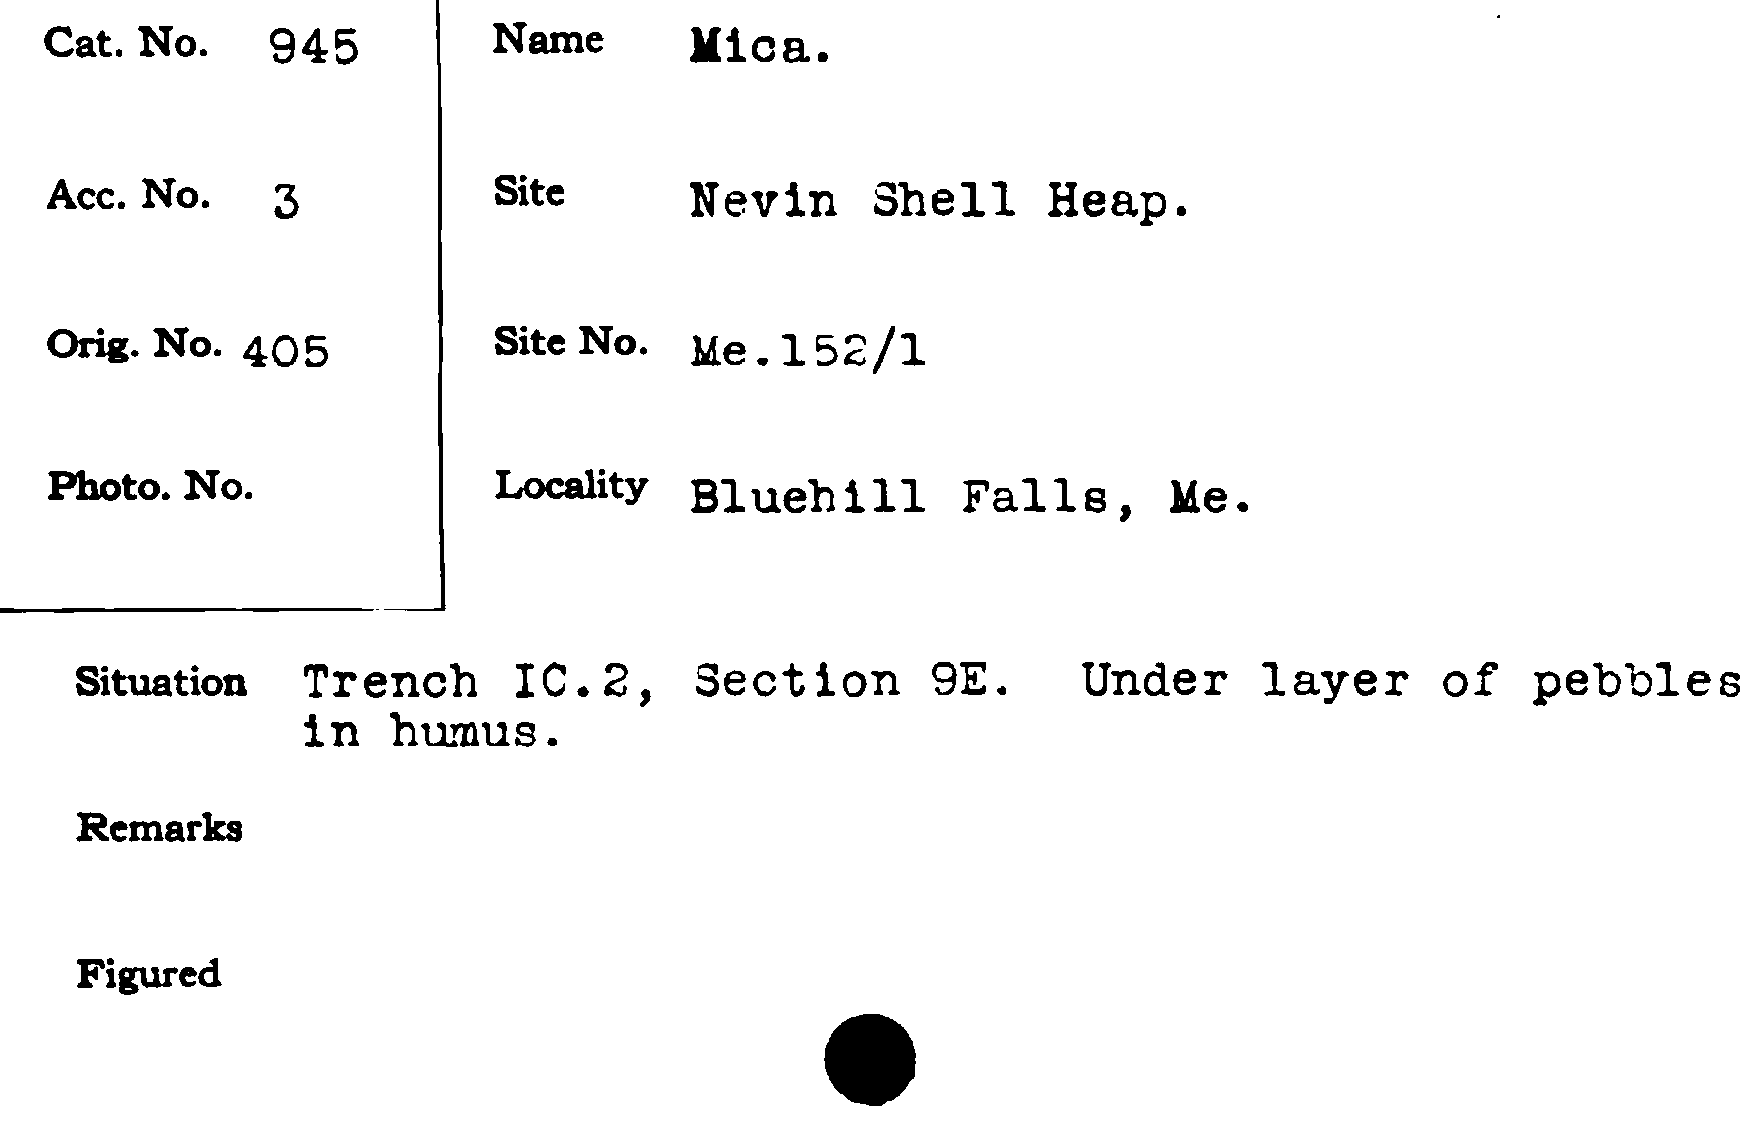 Cat. No. 945
Name Mica.
Acc. No. 3
Site Nevin Shell Heap.
Orig. No. 405
Site No. Me.152/1
Photo. No.
Locality Bluehill Falls, Me.
Situation Trench IC.2, Section 9E. Under layer of pebbles
in humus.
Remarks
Figured